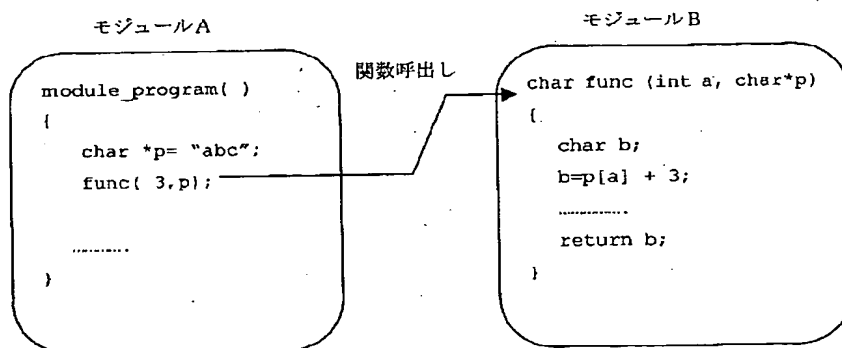 モジュールA
module_program( )
{
char *p= “abc”;
func( 3,p);
…………
}
関数呼出し
モジュールB
char func (int a, char*p)
{
char b;
b=p[a] + 3;
…………
return b;
}